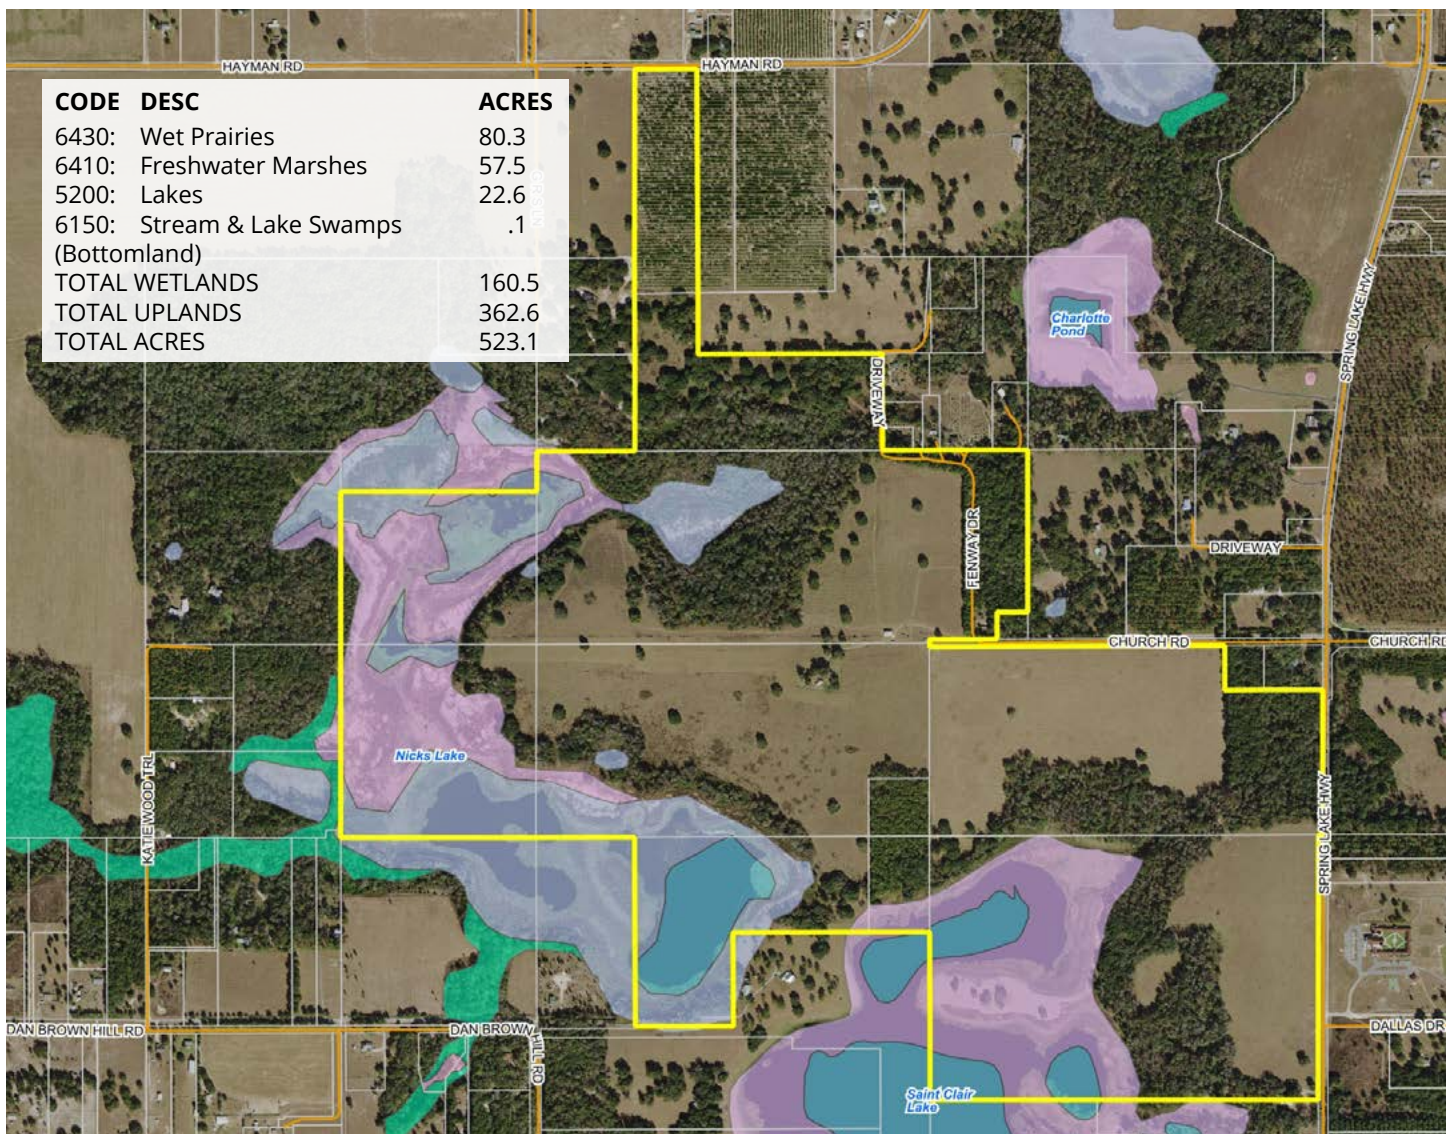 HAYMAN RD
HAYMAN RD
CODE DESC ACRES
6430: Wet Prairies 80.3
6410: Freshwater Marshes 57.5
5200: Lakes 22.6
6150: Stream & Lake Swamps .1
(Bottomland)
TOTAL WETLANDS 160.5
TOTAL UPLANDS 362.6
TOTAL ACRES 523.1
Charlotte
Pond
SPRING LAKE HWY
DRIVEWAY
FENWAY DR
DRIVEWAY
CHURCH RD
CHURCH RD
Nicks Lake
KATIE WOOD TRL
SPRING LAKE HWY
DAN BROWN HILL RD
DAN BROWN
HILL RD
DALLAS DR
Saint Clair
Lake